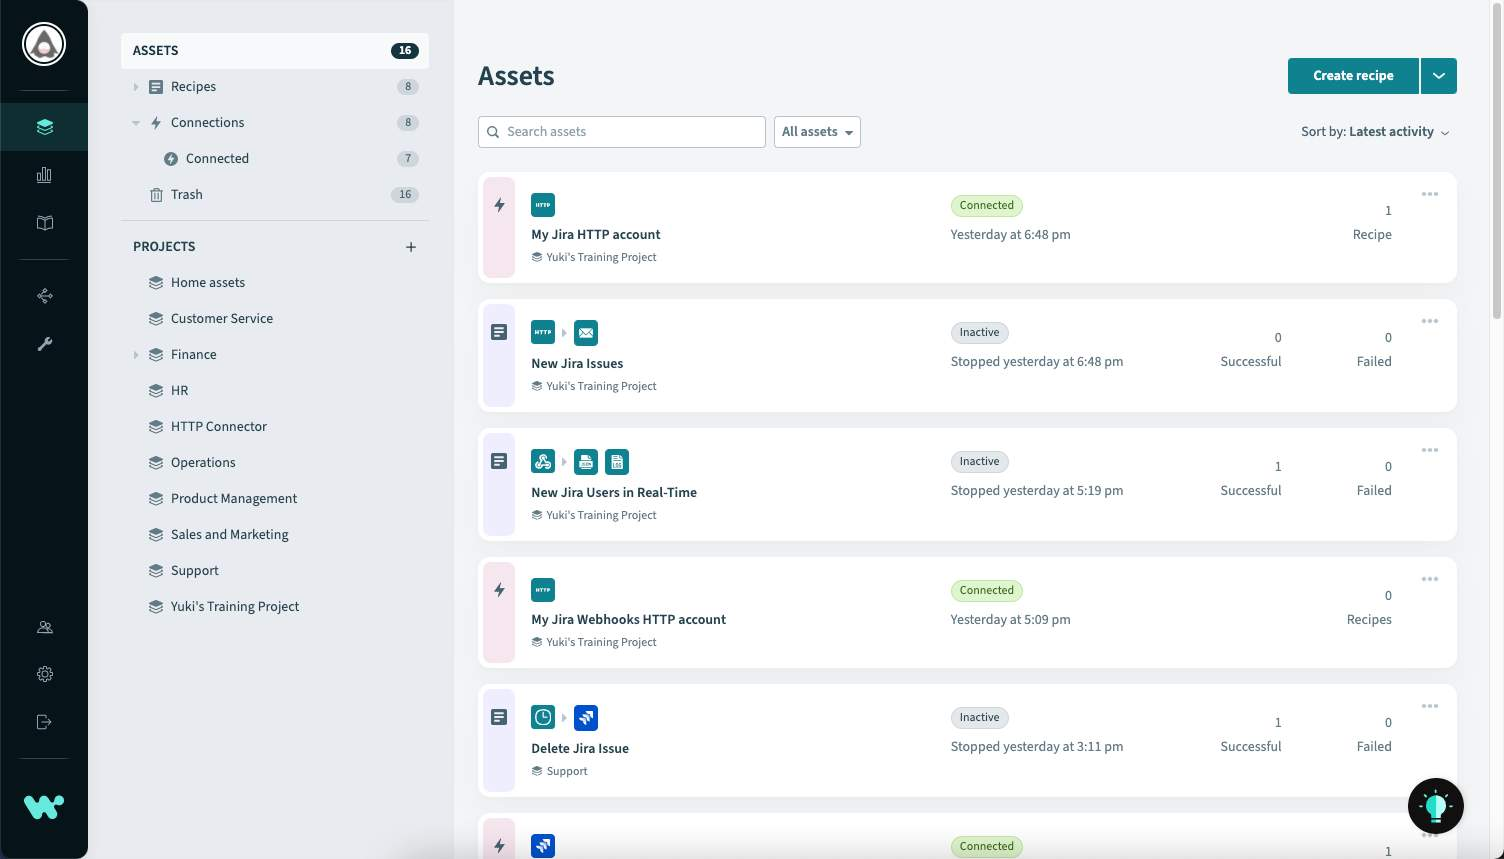 ASSETS 16
Recipes 8
Connections 8
Connected 7
Trash 16
PROJECTS
Home assets
Customer Service
Finance
HR
HTTP Connector
Operations
Product Management
Sales and Marketing
Support
Yuki's Training Project
Assets
Create recipe
Search assets
All assets
Sort by: Latest activity
HTTP
My Jira HTTP account
Yuki's Training Project
Connected
Yesterday at 6:48 pm
1
Recipe
HTTP
New Jira Issues
Yuki's Training Project
Inactive
Stopped yesterday at 6:48 pm
0
Successful
0
Failed
JSON
LOG
New Jira Users in Real-Time
Yuki's Training Project
Inactive
Stopped yesterday at 5:19 pm
1
Successful
0
Failed
HTTP
My Jira Webhooks HTTP account
Yuki's Training Project
Connected
Yesterday at 5:09 pm
0
Recipes
Delete Jira Issue
Support
Inactive
Stopped yesterday at 3:11 pm
1
Successful
0
Failed
Connected
1